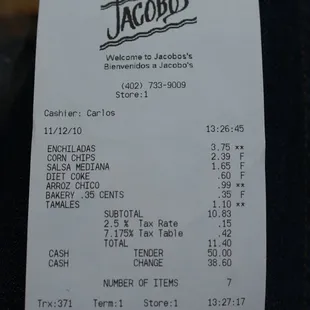 JACOBO'S
Welcome to Jacobos's
Bienvenidos a Jacobo's
(402) 733-9009
Store:1
Cashier: Carlos
11/12/10 13:26:45
ENCHILADAS 3.75 **
CORN CHIPS 2.39 F
SALSA MEDIANA 1.65 F
DIET COKE .60 F
ARROZ CHICO .99 **
BAKERY .35 CENTS .35 F
TAMALES 1.10 **
SUBTOTAL 10.83
2.5 % Tax Rate .15
7.175% Tax Table .42
TOTAL 11.40
CASH TENDER 50.00
CASH CHANGE 38.60
NUMBER OF ITEMS 7
Trx:371 Term:1 Store:1 13:27:17